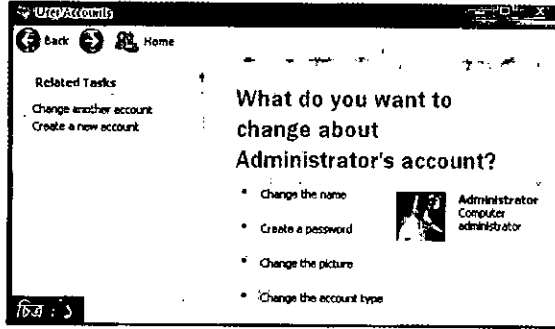 User Accounts
Back Home
Related Tasks
Change another account
Create a new account
What do you want to
change about
Administrator's account?
Change the name
Create a password
Change the picture
Change the account type
Administrator
Computer
administrator
চিত্র : ১